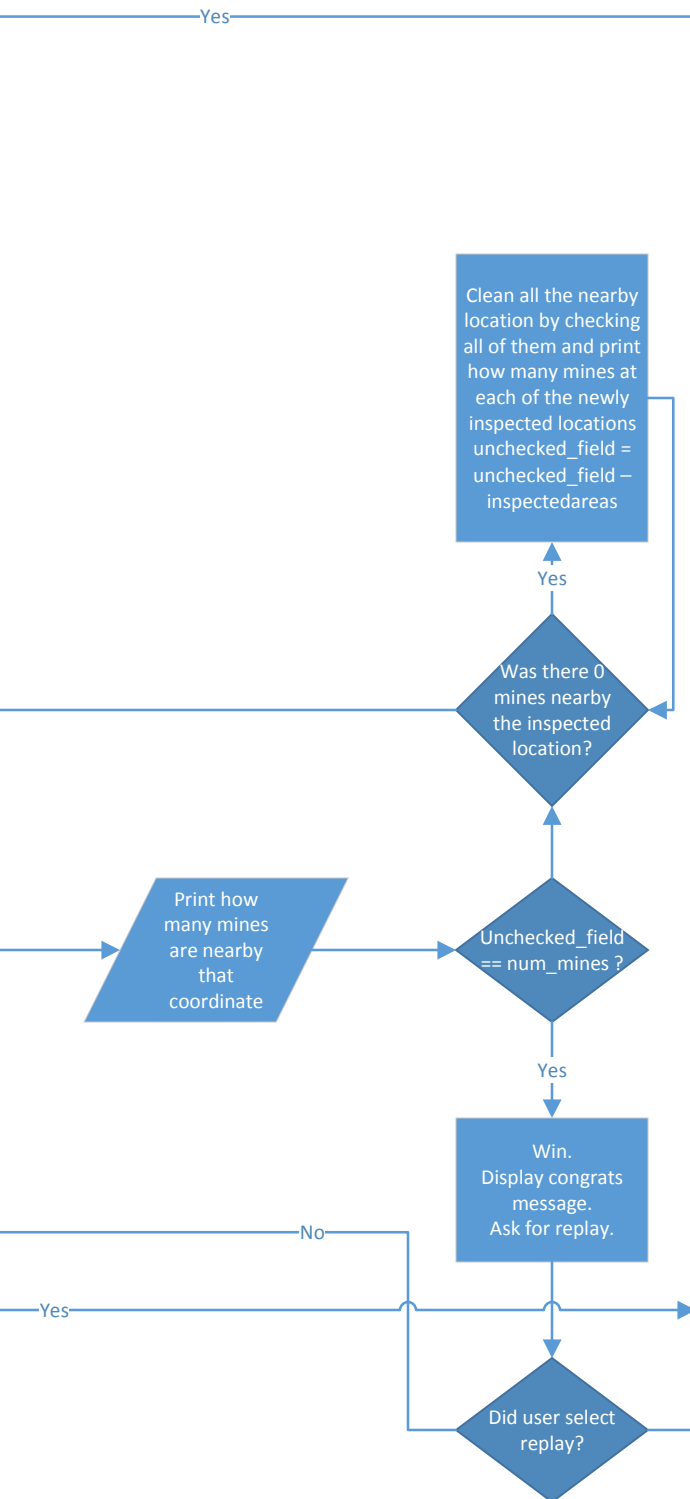 Yes
Clean all the nearby
location by checking
all of them and print
how many mines at
each of the newly
inspected locations
unchecked_field =
unchecked_field –
inspectedareas
Yes
Was there 0
mines nearby
the inspected
location?
Print how
many mines
are nearby
that
coordinate
Unchecked_field
== num_mines ?
Yes
Win.
Display congrats
message.
Ask for replay.
No
Yes
Did user select
replay?